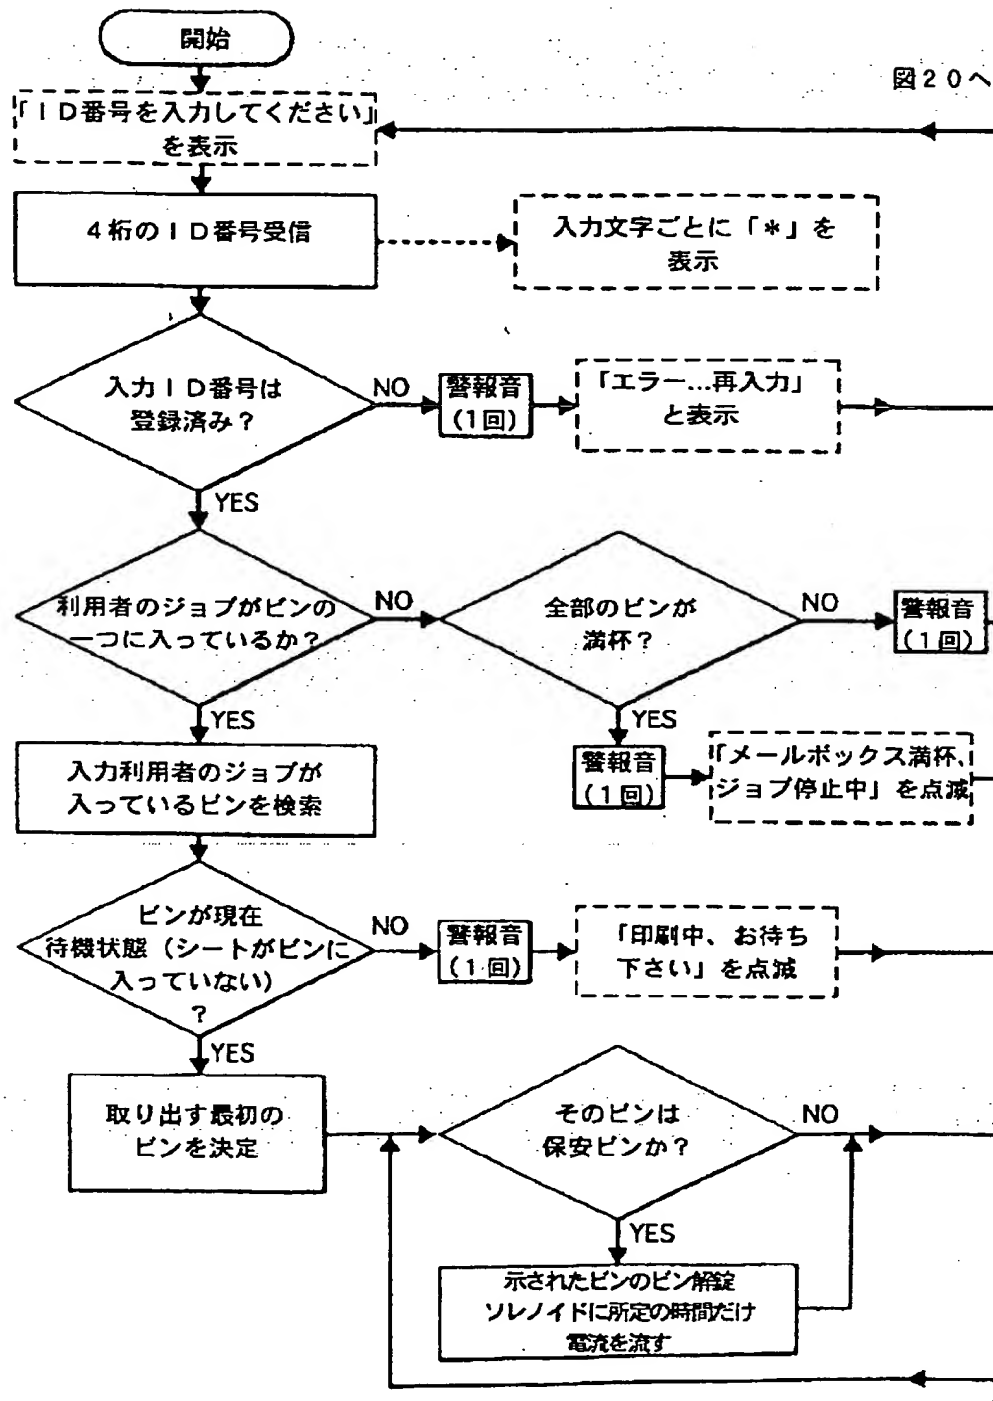 開始
図20へ
「ID番号を入力してください」
を表示
4桁のID番号受信
入力文字ごとに「*」を
表示
入力ID番号は
登録済み？
NO
警報音
(1回)
「エラー…再入力」
と表示
YES
利用者のジョブがビンの
一つに入っているか？
NO
全部のビンが
満杯？
NO
警報音
(1回)
YES
YES
入力利用者のジョブが
入っているビンを検索
警報音
(1回)
「メールボックス満杯、
ジョブ停止中」を点滅
ビンが現在
待機状態（シートがビンに
入っていない）
？
NO
警報音
(1回)
「印刷中、お待ち
下さい」を点滅
YES
取り出す最初の
ビンを決定
そのビンは
保安ビンか？
NO
YES
示されたビンのビン解錠
ソレノイドに所定の時間だけ
電流を流す